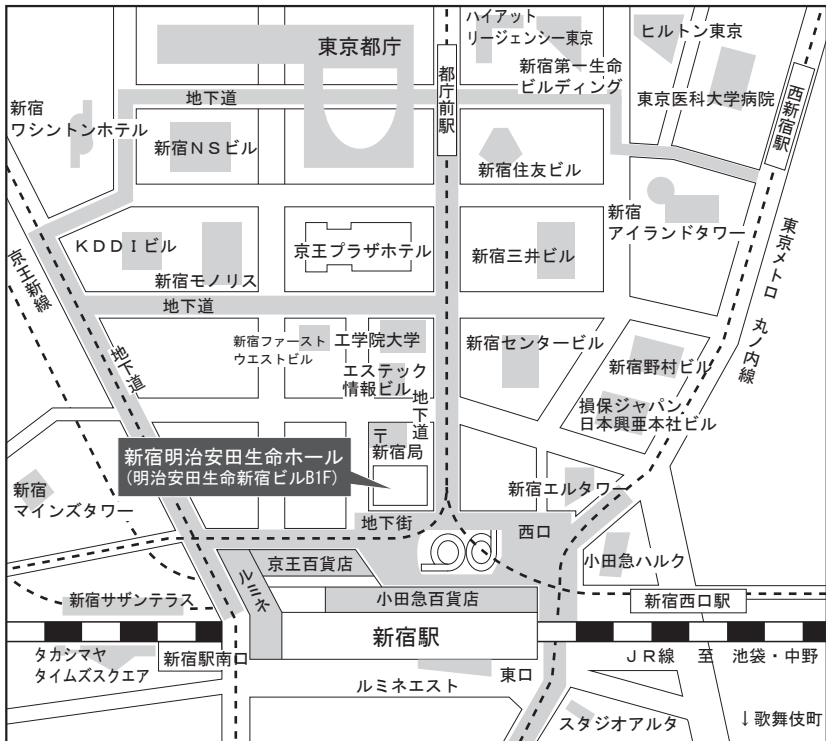 ハイアット
リージェンシー東京
ヒルトン東京
東京都庁
新宿第一生命
ビルディング
都庁前駅
西新宿駅
地下道
東京医科大学病院
新宿
ワシントンホテル
新宿NSビル
新宿住友ビル
新宿
アイランドタワー
KDDIビル
京王プラザホテル
新宿三井ビル
京王新線
新宿モノリス
東京メトロ 丸ノ内線
地下道
地下道
新宿ファースト
ウエストビル
工学院大学
新宿センタービル
エステック
情報ビル
地下道
新宿野村ビル
損保ジャパン
日本興亜本社ビル
〒
新宿局
新宿明治安田生命ホール
(明治安田生命新宿ビルB1F)
新宿
マインズタワー
新宿エルタワー
地下街
西口
小田急ハルク
京王百貨店
ルミネ
小田急百貨店
新宿サザンテラス
新宿西口駅
新宿駅
タカシマヤ
タイムズスクエア
新宿駅南口
JR線 至 池袋・中野
東口
ルミネエスト
スタジオアルタ
↓歌舞伎町